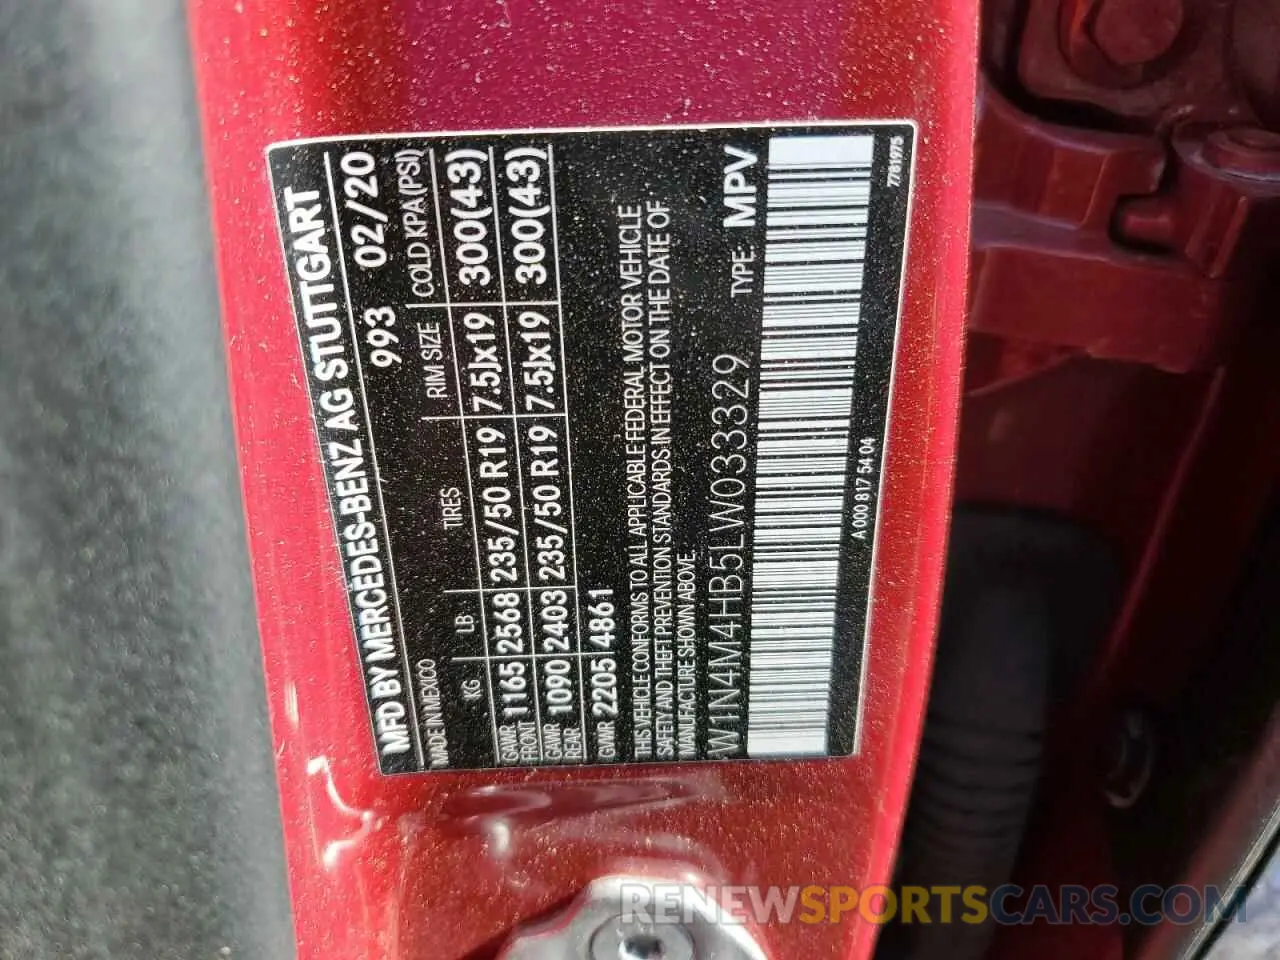 MFD BY MERCEDES-BENZ AG STUTTGART
MADE IN MEXICO 993 02/20
KG LB TIRES RIM SIZE COLD KPA (PSI)
GAWR FRONT 1165 2568 235/50 R19 7.5Jx19 300(43)
GAWR REAR 1090 2403 235/50 R19 7.5Jx19 300(43)
GVWR 2205 4861
THIS VEHICLE CONFORMS TO ALL APPLICABLE FEDERAL MOTOR VEHICLE
SAFETY AND THEFT PREVENTION STANDARDS IN EFFECT ON THE DATE OF
MANUFACTURE SHOWN ABOVE.
W1N4M4HB5LW033329 TYPE: MPV
A 000 817 54 04 7781975
RENEWSPORTSCARS.COM